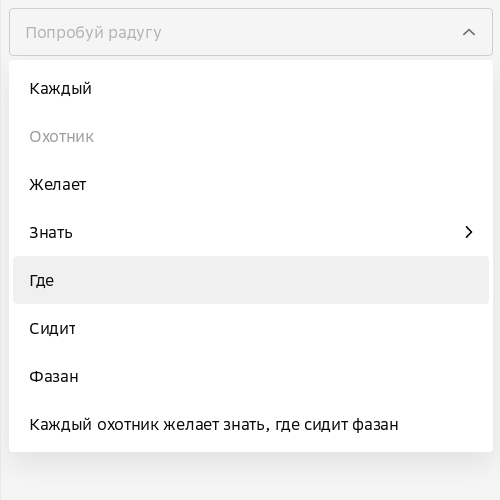 Попробуй радугу
Каждый
Охотник
Желает
Знать
Где
Сидит
Фазан
Каждый охотник желает знать, где сидит фазан